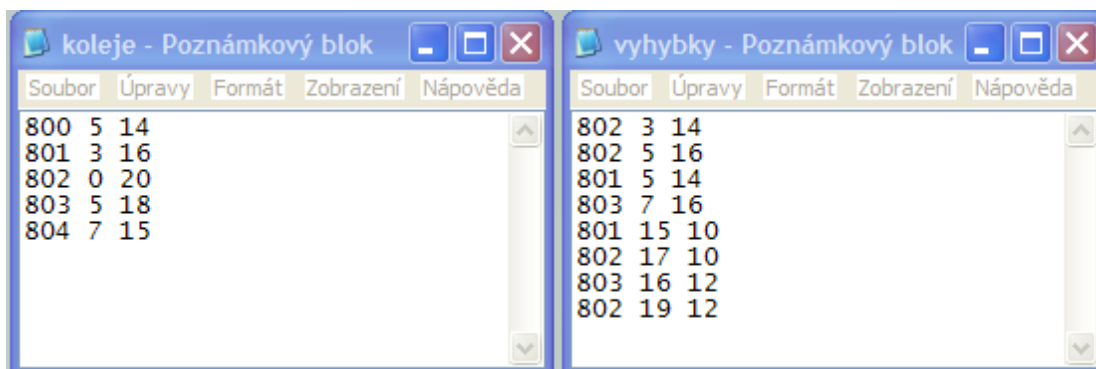 koleje - Poznámkový blok
Soubor Úpravy Formát Zobrazení Nápověda
800 5 14
801 3 16
802 0 20
803 5 18
804 7 15
vyhybky - Poznámkový blok
Soubor Úpravy Formát Zobrazení Nápověda
802 3 14
802 5 16
801 5 14
803 7 16
801 15 10
802 17 10
803 16 12
802 19 12